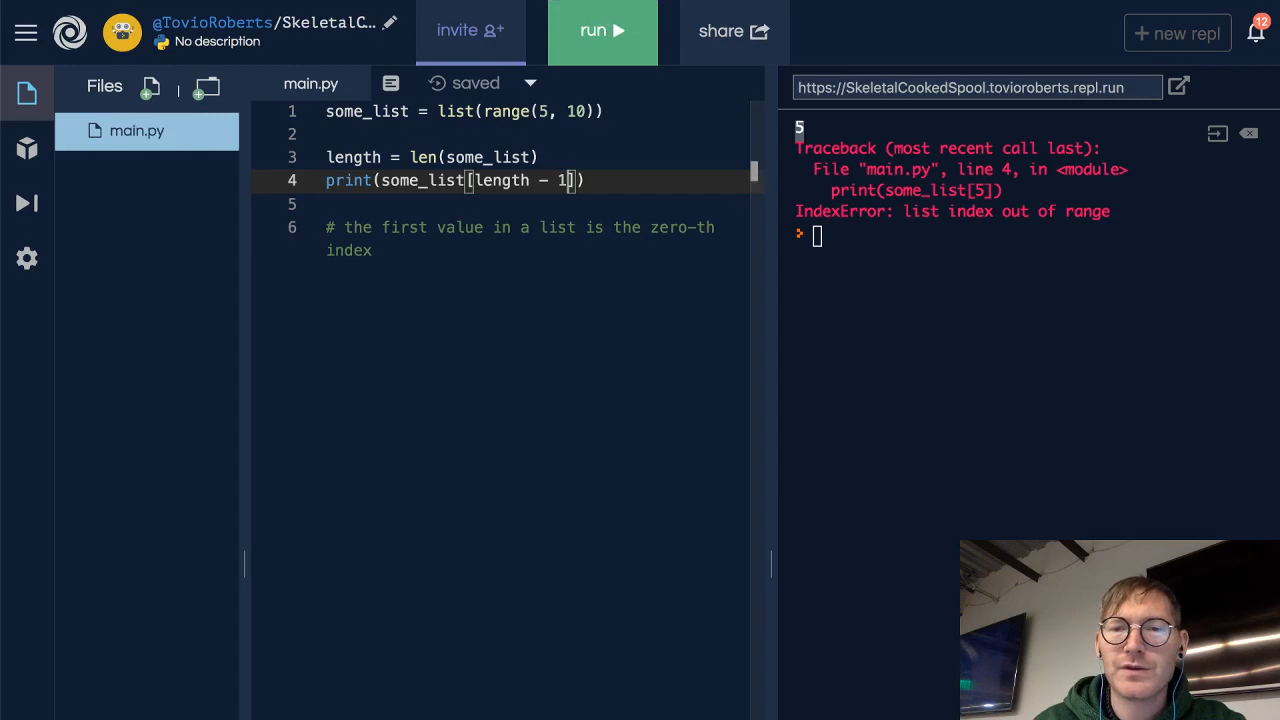 @TovioRoberts/SkeletalC...
No description
invite
run
share
+ new repl
12
Files
main.py
saved
main.py
https://SkeletalCookedSpool.tovioroberts.repl.run
1 some_list = list(range(5, 10))
2
3 length = len(some_list)
4 print(some_list[length - 1])
5
6 # the first value in a list is the zero-th
index
5
Traceback (most recent call last):
File "main.py", line 4, in <module>
print(some_list[5])
IndexError: list index out of range